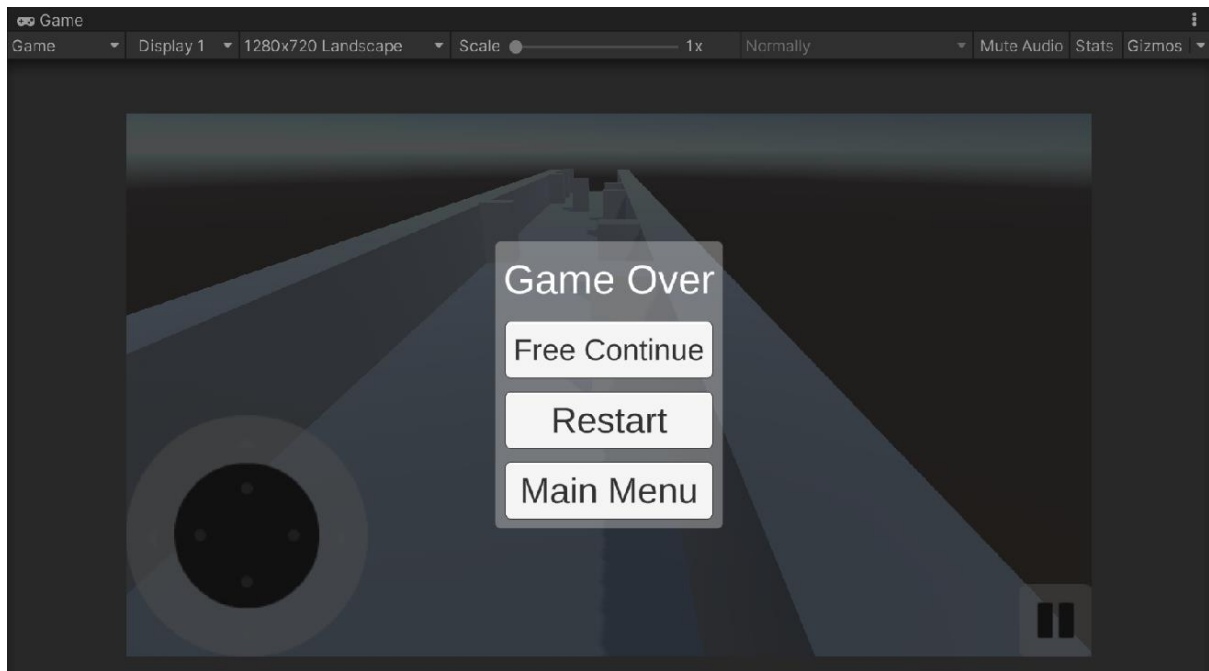 Game
Game Display 1 1280x720 Landscape Scale 1x Normally Mute Audio Stats Gizmos
Game Over
Free Continue
Restart
Main Menu